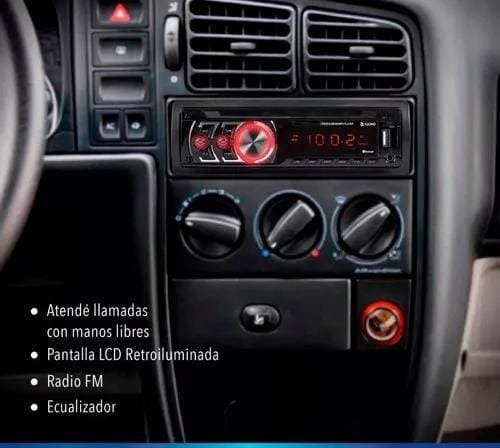 100.2
Atendé llamadas
con manos libres
Pantalla LCD Retroiluminada
Radio FM
Ecualizador